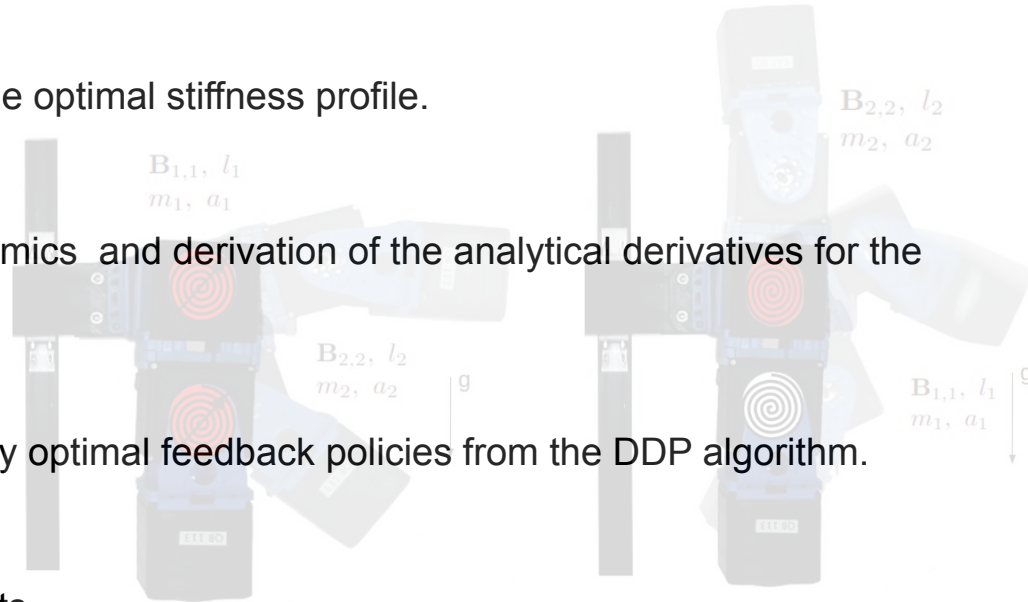 e optimal stiffness profile.
B₂,₂, l₂
m₂, a₂
B₁,₁, l₁
m₁, a₁
mics and derivation of the analytical derivatives for the
B₂,₂, l₂
m₂, a₂
g
g
B₁,₁, l₁
m₁, a₁
y optimal feedback policies from the DDP algorithm.